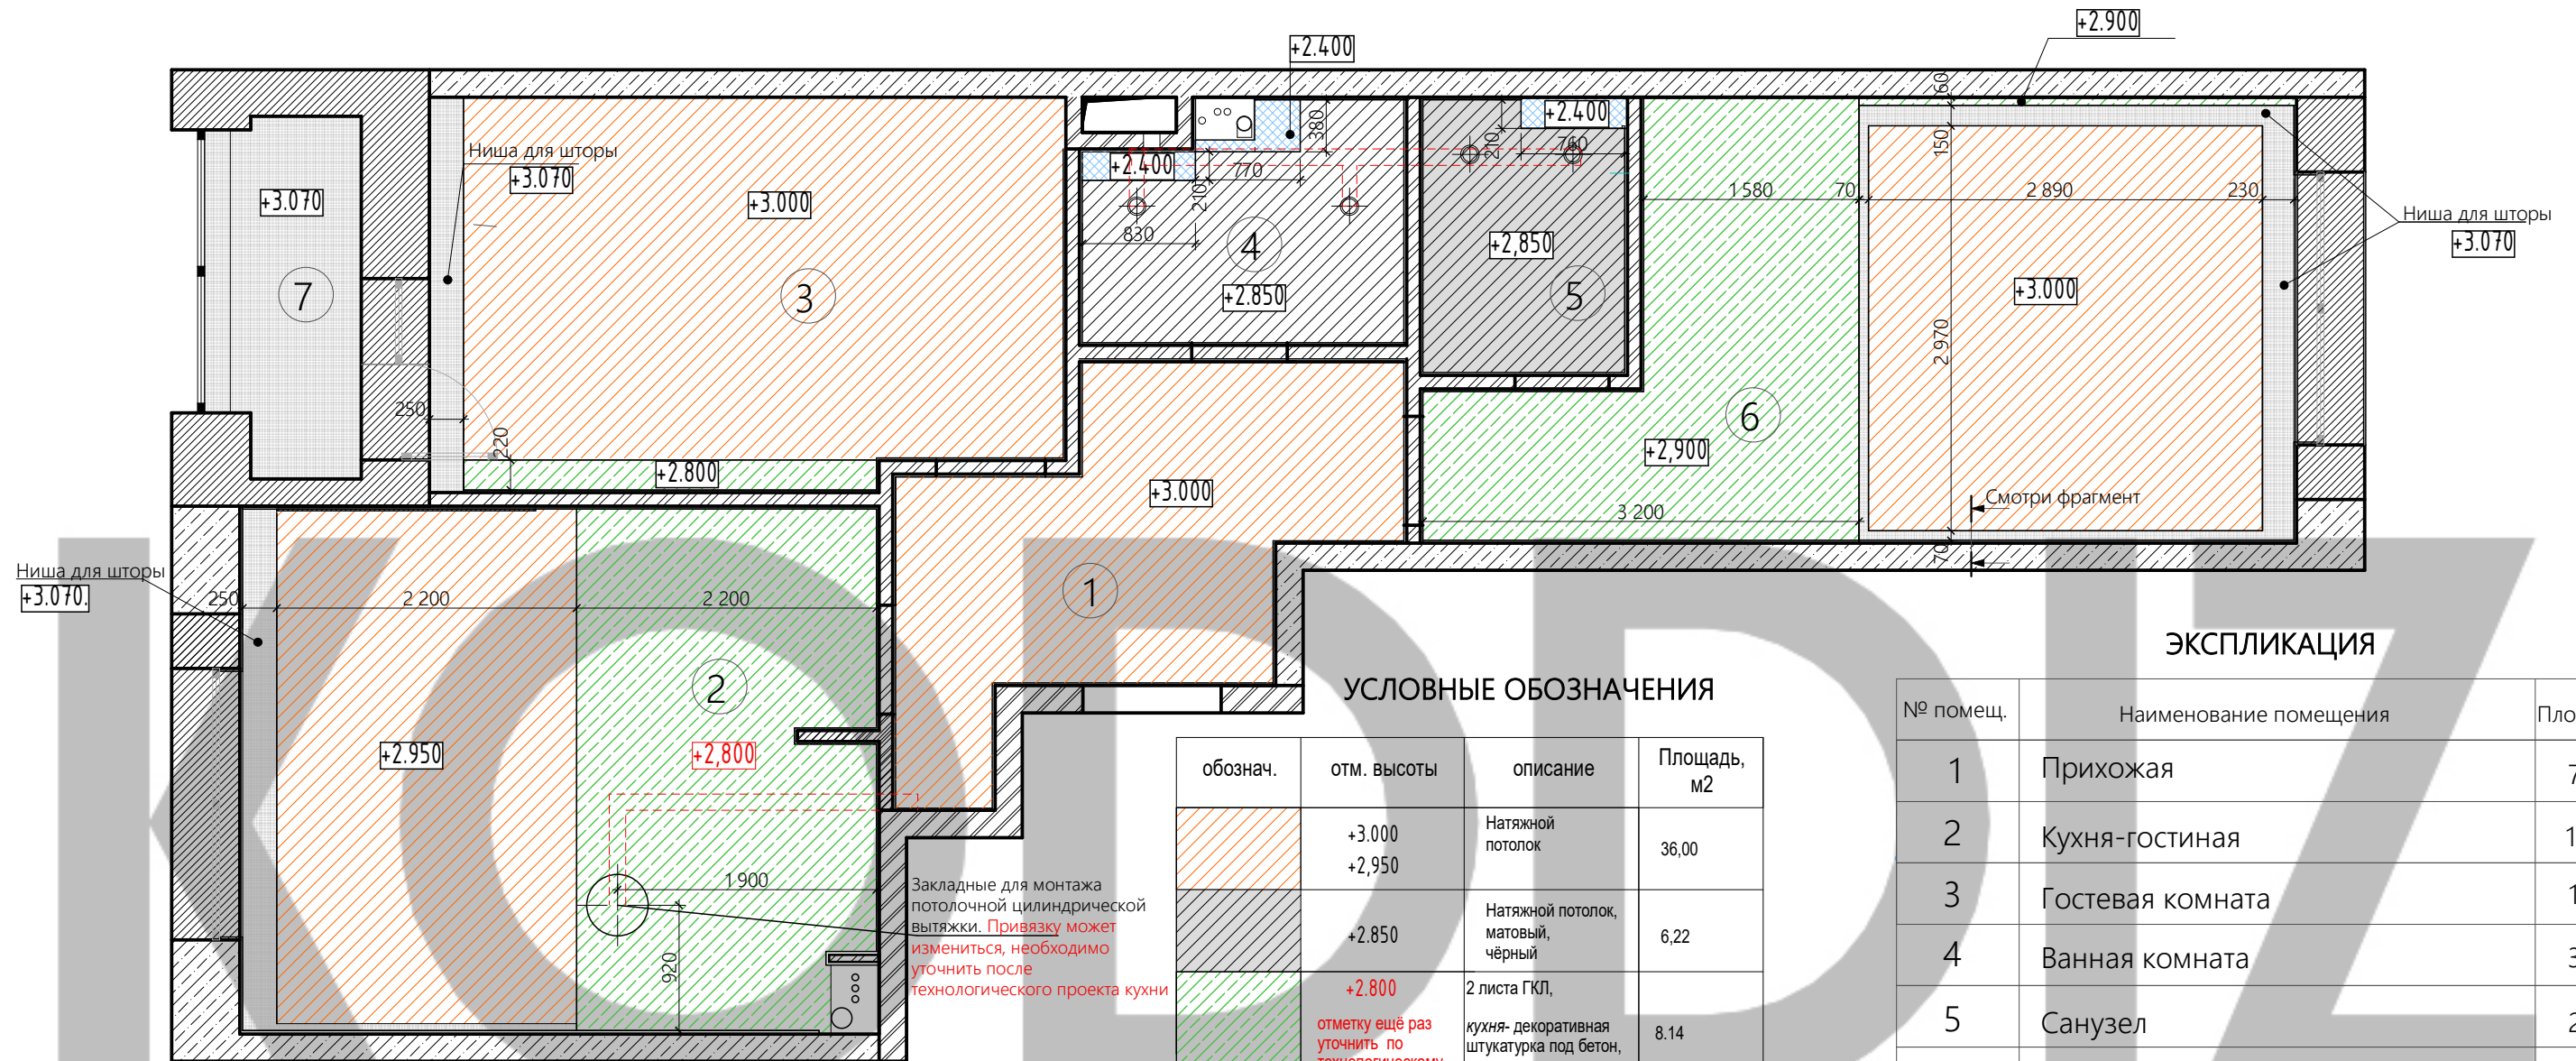 +2.900
+2.400
60
Ниша для шторы
+3.070
+3.070
+3.000
+2.400
380
770
210
830
4
+2.850
+2.400
210
760
+2,850
5
150
1580
70
2 890
230
Ниша для шторы
+3.070
+3.000
2 970
7
3
250
220
+2.800
+3.000
6
+2,900
3 200
Смотри фрагмент
70
Ниша для шторы
+3.070.
250
2 200
2 200
1
2
+2.950
+2,800
1900
920
Закладные для монтажа
потолочной цилиндрической
вытяжки. Привязку может
измениться, необходимо
уточнить после
технологического проекта кухни
УСЛОВНЫЕ ОБОЗНАЧЕНИЯ
обознач. отм. высоты описание Площадь, м2
+3.000
+2,950
Натяжной
потолок
36,00
+2.850
Натяжной потолок,
матовый,
чёрный
6,22
+2.800
отметку ещё раз
уточнить по
технологическому
2 листа ГКЛ,
кухня- декоративная
штукатурка под бетон,
8.14
ЭКСПЛИКАЦИЯ
№ помещ. Наименование помещения
1 Прихожая
2 Кухня-гостиная
3 Гостевая комната
4 Ванная комната
5 Санузел
KODDIZ